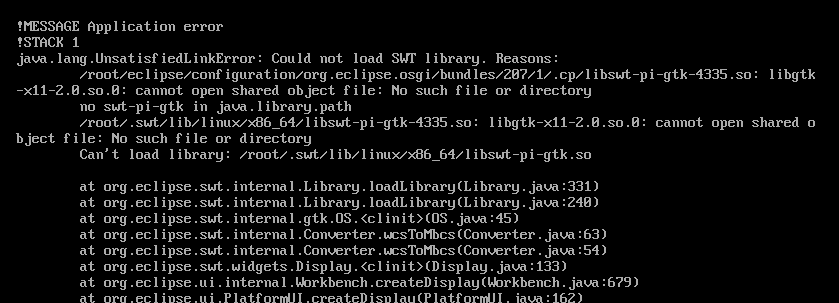 !MESSAGE Application error
!STACK 1
java.lang.UnsatisfiedLinkError: Could not load SWT library. Reasons:
        /root/eclipse/configuration/org.eclipse.osgi/bundles/207/1/.cp/libswt-pi-gtk-4335.so: libgtk
-x11-2.0.so.0: cannot open shared object file: No such file or directory
        no swt-pi-gtk in java.library.path
        /root/.swt/lib/linux/x86_64/libswt-pi-gtk-4335.so: libgtk-x11-2.0.so.0: cannot open shared o
bject file: No such file or directory
        Can't load library: /root/.swt/lib/linux/x86_64/libswt-pi-gtk.so
        at org.eclipse.swt.internal.Library.loadLibrary(Library.java:331)
        at org.eclipse.swt.internal.Library.loadLibrary(Library.java:240)
        at org.eclipse.swt.internal.gtk.OS.<clinit>(OS.java:45)
        at org.eclipse.swt.internal.Converter.wcsToMbcs(Converter.java:63)
        at org.eclipse.swt.internal.Converter.wcsToMbcs(Converter.java:54)
        at org.eclipse.swt.widgets.Display.<clinit>(Display.java:133)
        at org.eclipse.ui.internal.Workbench.createDisplay(Workbench.java:679)
        at org.eclipse.ui.PlatformUI.createDisplay(PlatformUI.java:162)